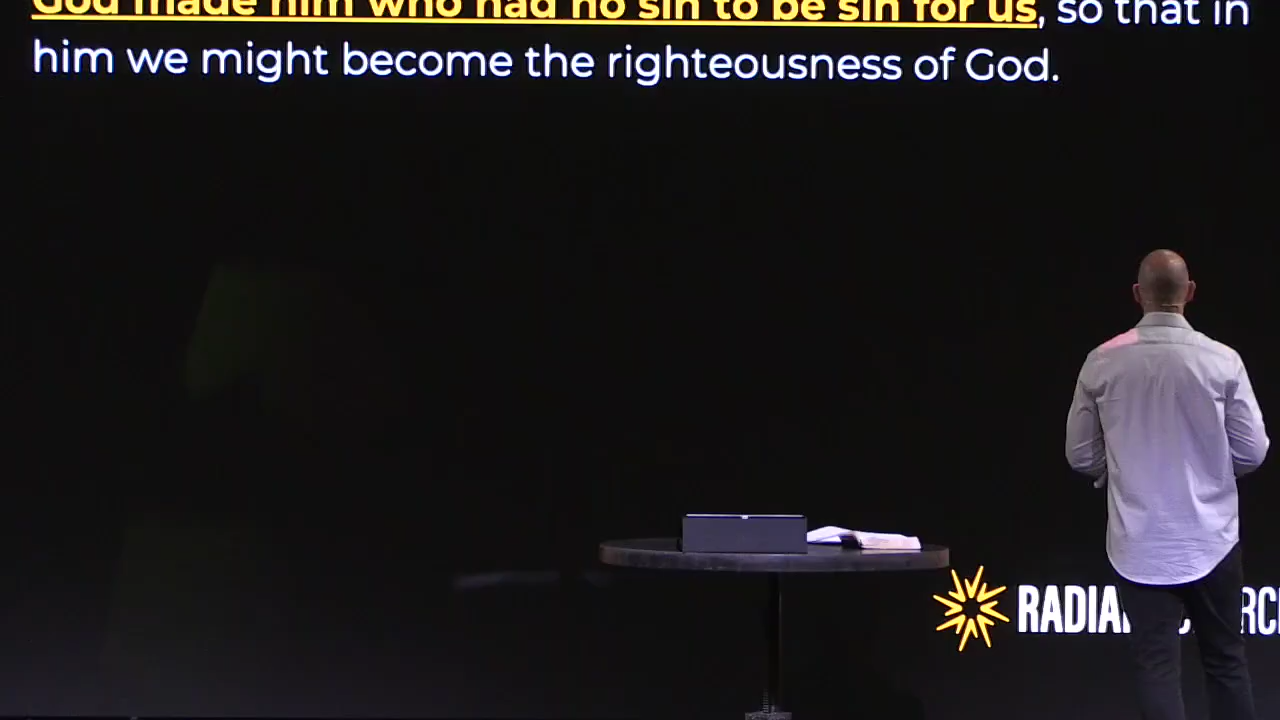 God made him who had no sin to be sin for us, so that in
him we might become the righteousness of God.